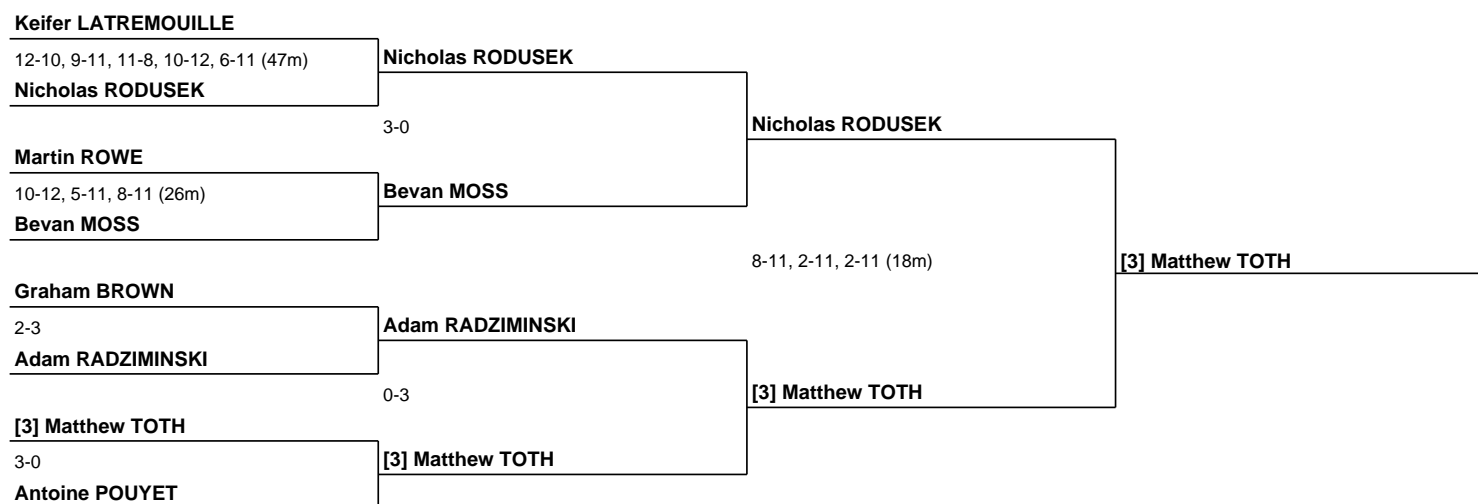 Keifer LATREMOUILLE
12-10, 9-11, 11-8, 10-12, 6-11 (47m)
Nicholas RODUSEK
Nicholas RODUSEK
3-0
Nicholas RODUSEK
Martin ROWE
10-12, 5-11, 8-11 (26m)
Bevan MOSS
Bevan MOSS
8-11, 2-11, 2-11 (18m)
[3] Matthew TOTH
Graham BROWN
2-3
Adam RADZIMINSKI
Adam RADZIMINSKI
0-3
[3] Matthew TOTH
[3] Matthew TOTH
3-0
[3] Matthew TOTH
Antoine POUYET